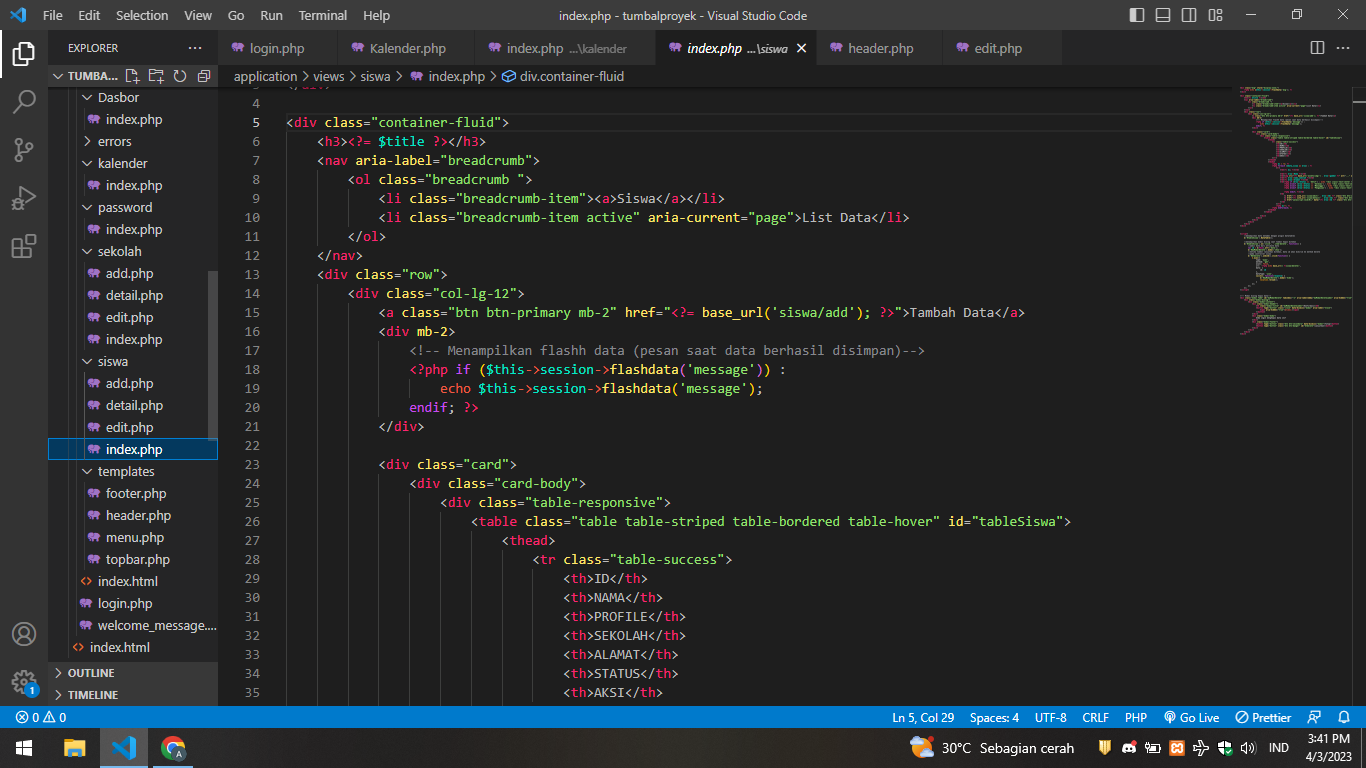 File Edit Selection View Go Run Terminal Help index.php - tumbalproyek - Visual Studio Code
EXPLORER ···
login.php Kalender.php index.php ...\kalender index.php ...\siswa header.php edit.php
TUMBA...
application > views > siswa > index.php > div.container-fluid
Dasbor
index.php
errors
kalender
index.php
password
index.php
sekolah
add.php
detail.php
edit.php
index.php
siswa
add.php
detail.php
edit.php
index.php
templates
footer.php
header.php
menu.php
topbar.php
index.html
login.php
welcome_message....
index.html
OUTLINE
TIMELINE
1
4
5 <div class="container-fluid">
6 <h3><?= $title ?></h3>
7 <nav aria-label="breadcrumb">
8 <ol class="breadcrumb ">
9 <li class="breadcrumb-item"><a>Siswa</a></li>
10 <li class="breadcrumb-item active" aria-current="page">List Data</li>
11 </ol>
12 </nav>
13 <div class="row">
14 <div class="col-lg-12">
15 <a class="btn btn-primary mb-2" href="<?= base_url('siswa/add'); ?>">Tambah Data</a>
16 <div mb-2>
17 <!-- Menampilkan flashh data (pesan saat data berhasil disimpan)-->
18 <?php if ($this->session->flashdata('message')) :
19 echo $this->session->flashdata('message');
20 endif; ?>
21 </div>
22
23 <div class="card">
24 <div class="card-body">
25 <div class="table-responsive">
26 <table class="table table-striped table-bordered table-hover" id="tableSiswa">
27 <thead>
28 <tr class="table-success">
29 <th>ID</th>
30 <th>NAMA</th>
31 <th>PROFILE</th>
32 <th>SEKOLAH</th>
33 <th>ALAMAT</th>
34 <th>STATUS</th>
35 <th>AKSI</th>
0 0 Ln 5, Col 29 Spaces: 4 UTF-8 CRLF PHP Go Live Prettier
30°C Sebagian cerah IND 3:41 PM
4/3/2023